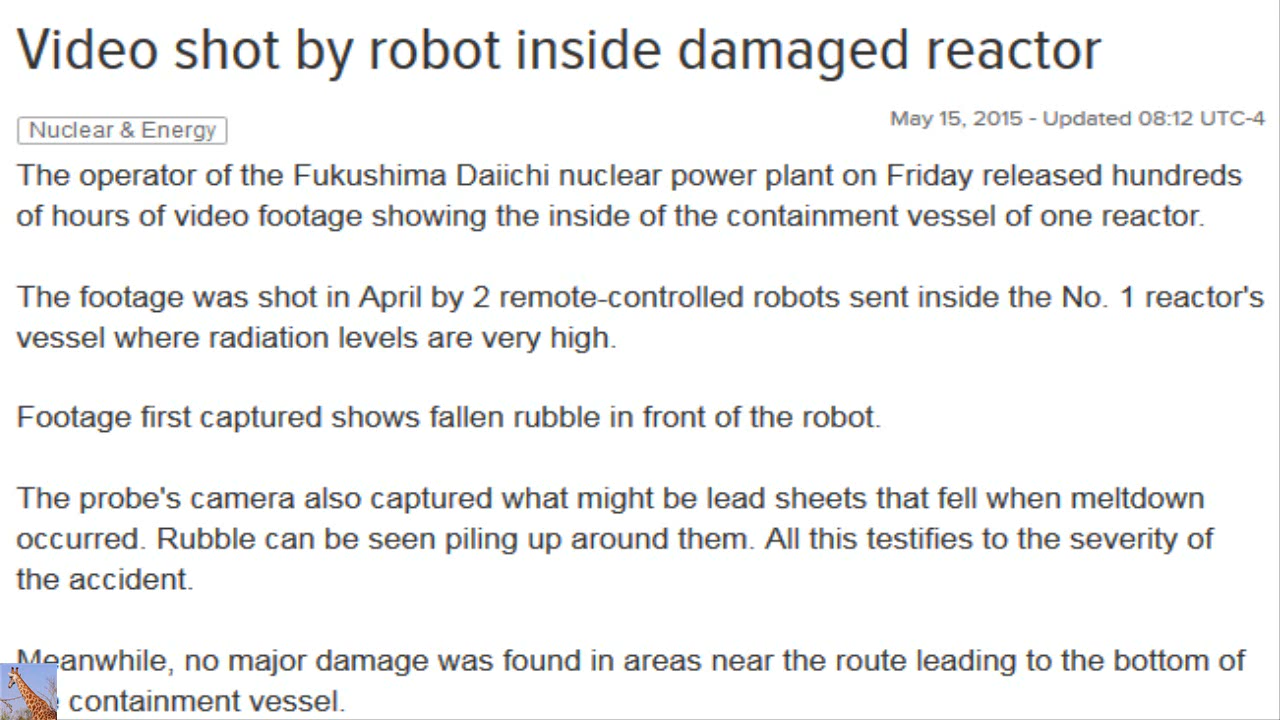 Video shot by robot inside damaged reactor
Nuclear & Energy
May 15, 2015 - Updated 08:12 UTC-4
The operator of the Fukushima Daiichi nuclear power plant on Friday released hundreds
of hours of video footage showing the inside of the containment vessel of one reactor.
The footage was shot in April by 2 remote-controlled robots sent inside the No. 1 reactor's
vessel where radiation levels are very high.
Footage first captured shows fallen rubble in front of the robot.
The probe's camera also captured what might be lead sheets that fell when meltdown
occurred. Rubble can be seen piling up around them. All this testifies to the severity of
the accident.
Meanwhile, no major damage was found in areas near the route leading to the bottom of
containment vessel.